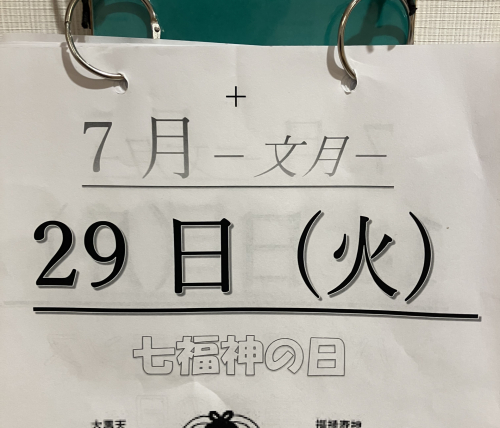 +
7月 ー文月ー
29日（火）
七福神の日
大黒天 福禄寿神